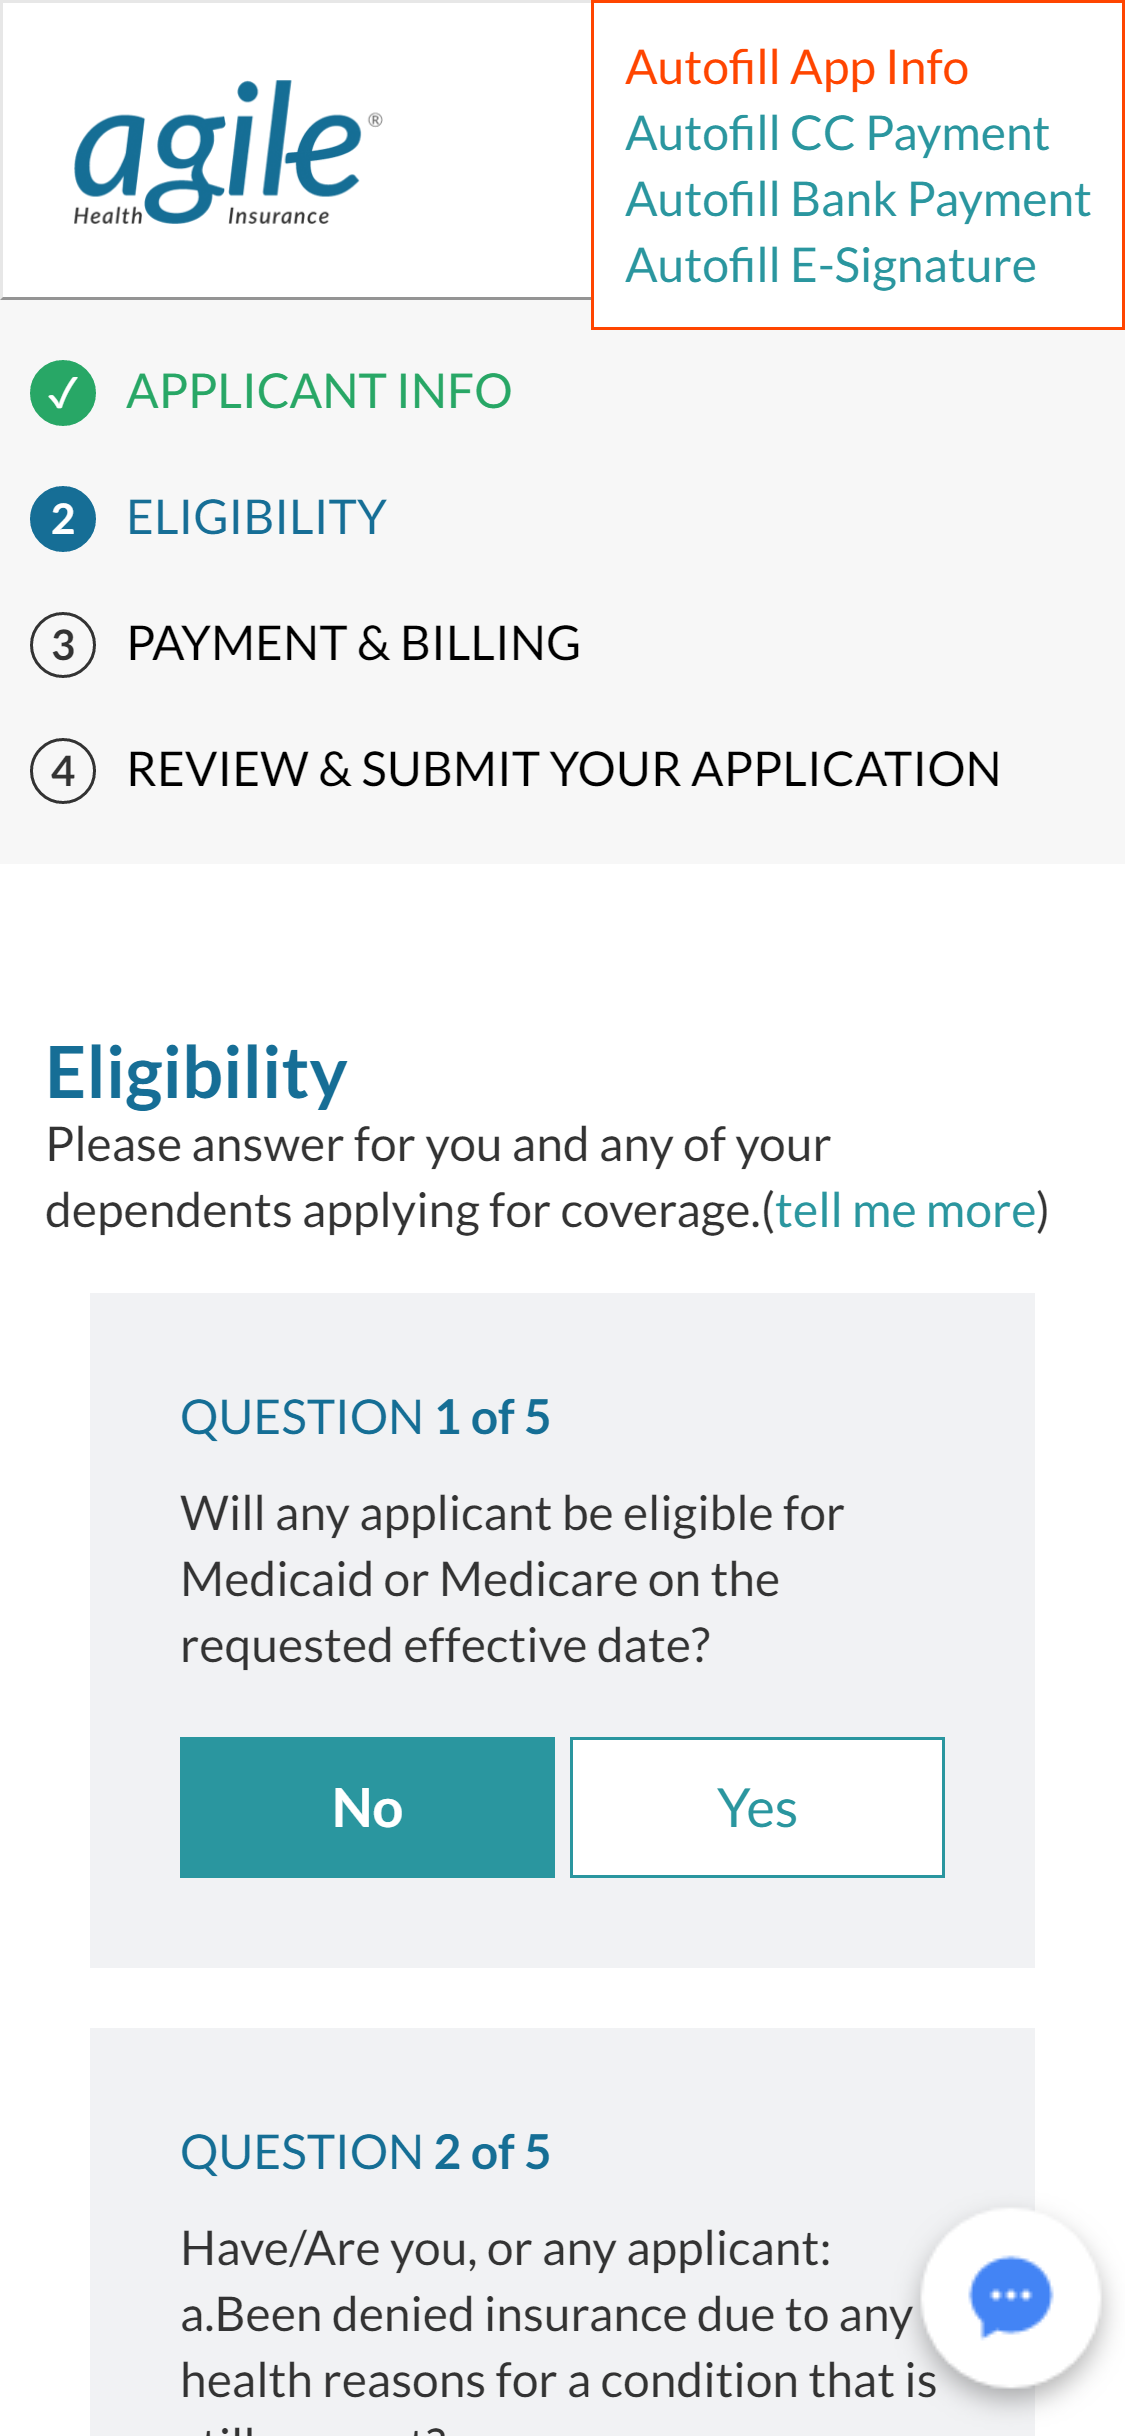 agile®
Health Insurance
Autofill App Info
Autofill CC Payment
Autofill Bank Payment
Autofill E-Signature
✓ APPLICANT INFO
2 ELIGIBILITY
3 PAYMENT & BILLING
4 REVIEW & SUBMIT YOUR APPLICATION
Eligibility
Please answer for you and any of your
dependents applying for coverage.(tell me more)
QUESTION 1 of 5
Will any applicant be eligible for
Medicaid or Medicare on the
requested effective date?
No Yes
QUESTION 2 of 5
Have/Are you, or any applicant:
a.Been denied insurance due to any
health reasons for a condition that is